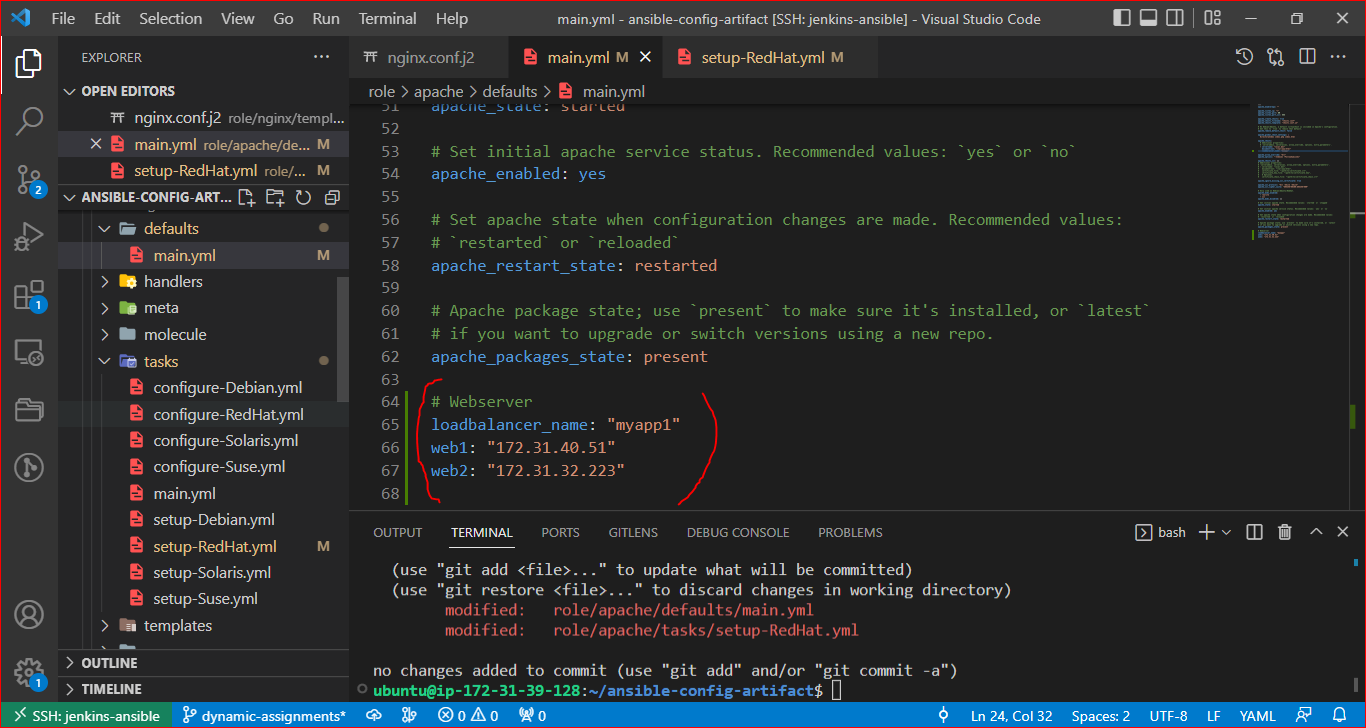 File Edit Selection View Go Run Terminal Help
main.yml - ansible-config-artifact [SSH: jenkins-ansible] - Visual Studio Code
EXPLORER
OPEN EDITORS
nginx.conf.j2 role/nginx/templ...
main.yml role/apache/de... M
setup-RedHat.yml role/... M
ANSIBLE-CONFIG-ART...
defaults
main.yml M
handlers
meta
molecule
tasks
configure-Debian.yml
configure-RedHat.yml
configure-Solaris.yml
configure-Suse.yml
main.yml
setup-Debian.yml
setup-RedHat.yml M
setup-Solaris.yml
setup-Suse.yml
templates
OUTLINE
TIMELINE
2
1
1
nginx.conf.j2
main.yml M
setup-RedHat.yml M
role > apache > defaults > main.yml
51 apache_state: started
52
53 # Set initial apache service status. Recommended values: `yes` or `no`
54 apache_enabled: yes
55
56 # Set apache state when configuration changes are made. Recommended values:
57 # `restarted` or `reloaded`
58 apache_restart_state: restarted
59
60 # Apache package state; use `present` to make sure it's installed, or `latest`
61 # if you want to upgrade or switch versions using a new repo.
62 apache_packages_state: present
63
64 # Webserver
65 loadbalancer_name: "myapp1"
66 web1: "172.31.40.51"
67 web2: "172.31.32.223"
68
OUTPUT TERMINAL PORTS GITLENS DEBUG CONSOLE PROBLEMS
bash
(use "git add <file>..." to update what will be committed)
(use "git restore <file>..." to discard changes in working directory)
modified: role/apache/defaults/main.yml
modified: role/apache/tasks/setup-RedHat.yml
no changes added to commit (use "git add" and/or "git commit -a")
ubuntu@ip-172-31-39-128:~/ansible-config-artifact$
SSH: jenkins-ansible dynamic-assignments* 0 0 0 Ln 24, Col 32 Spaces: 2 UTF-8 LF YAML